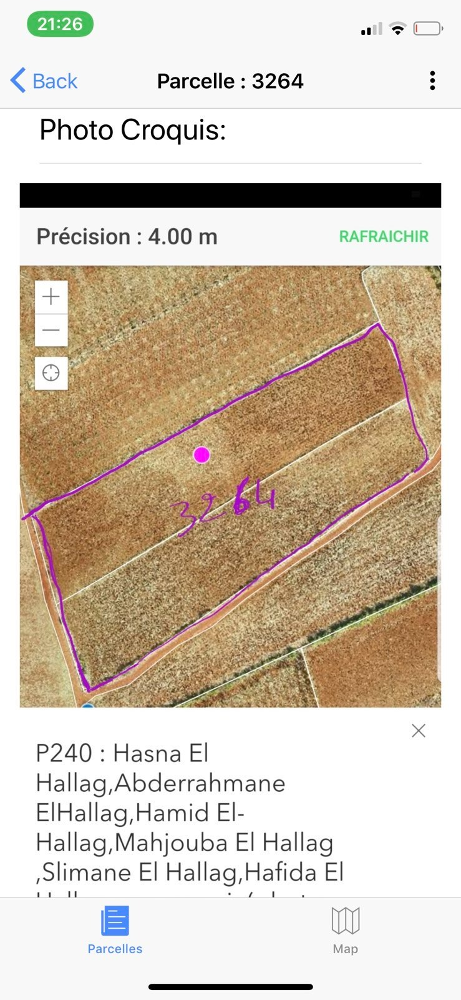 21:26
Back
Parcelle : 3264
Photo Croquis:
Précision : 4.00 m
RAFRAICHIR
3264
P240 : Hasna El
Hallag,Abderrahmane
ElHallag,Hamid El-
Hallag,Mahjouba El Hallag
,Slimane El Hallag,Hafida El
Parcelles
Map